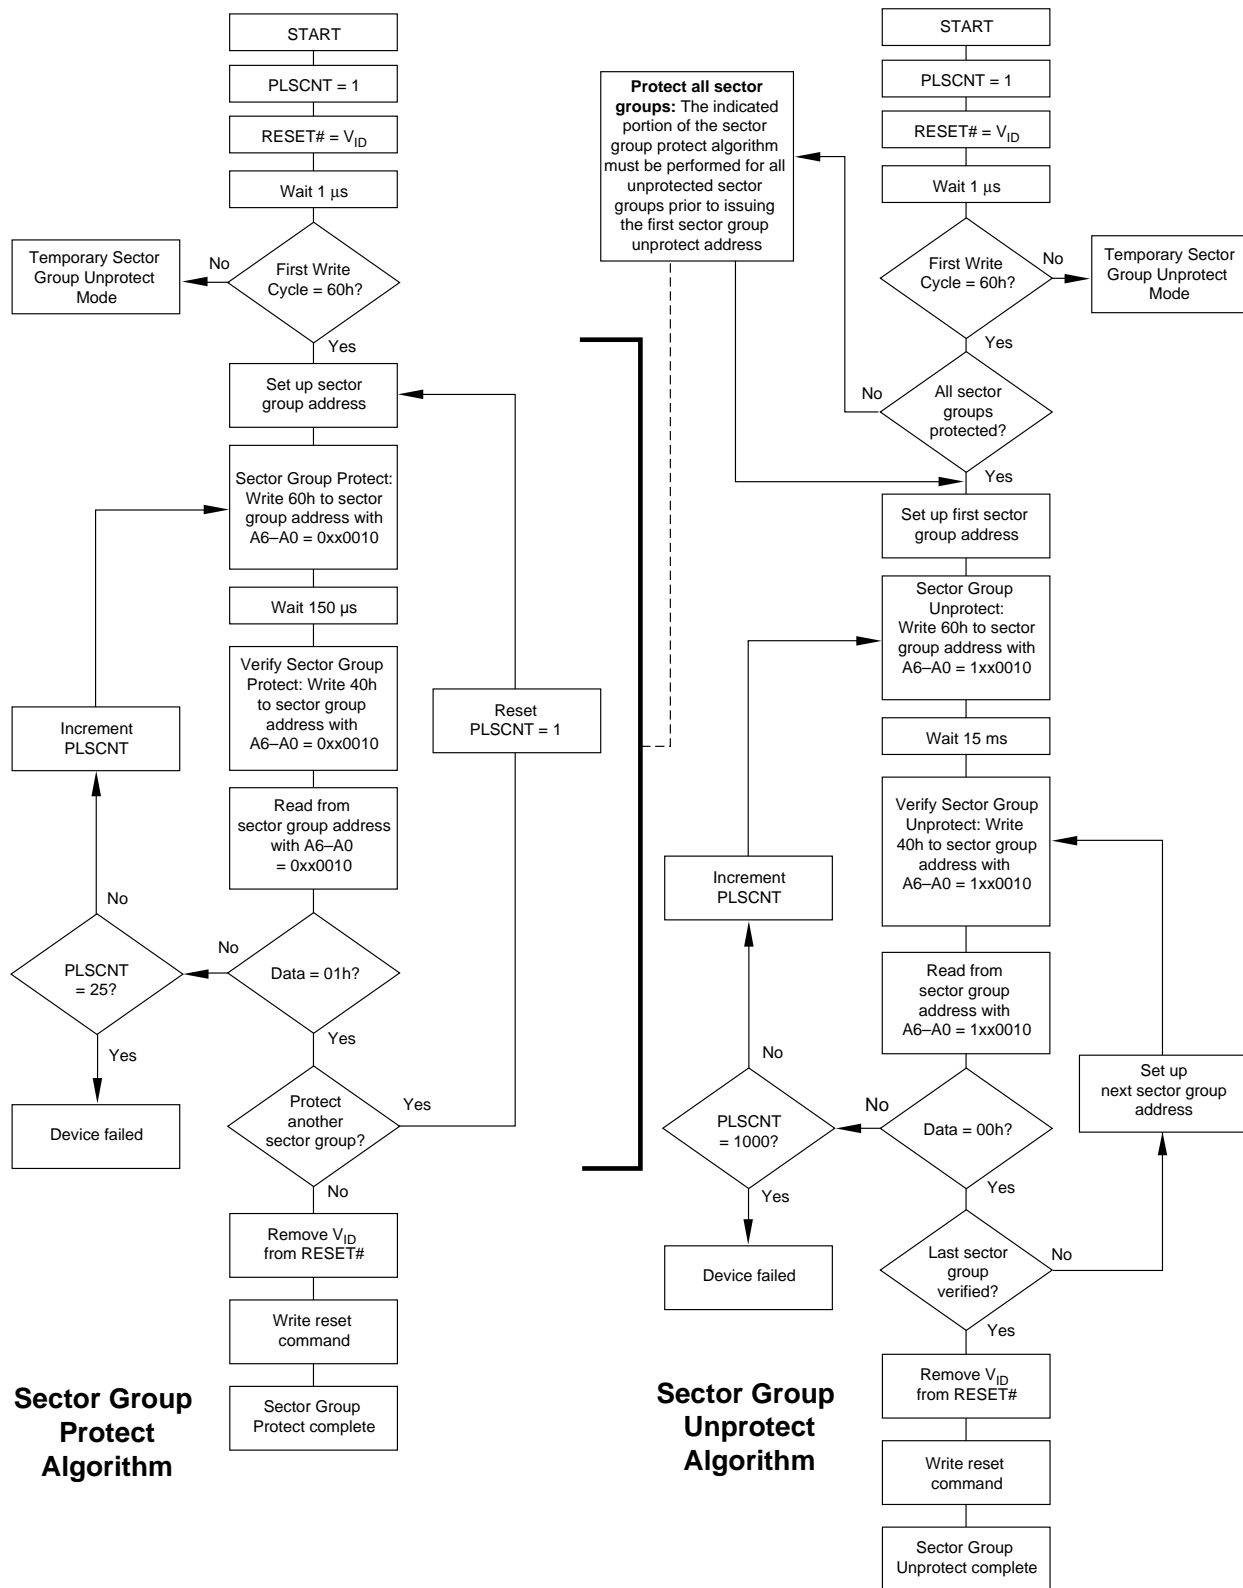 START
PLSCNT = 1
RESET# = VID
Wait 1 μs
First Write
Cycle = 60h?
No
Temporary Sector
Group Unprotect
Mode
Yes
Set up sector
group address
Sector Group Protect:
Write 60h to sector
group address with
A6–A0 = 0xx0010
Wait 150 µs
Verify Sector Group
Protect: Write 40h
to sector group
address with
A6–A0 = 0xx0010
Read from
sector group address
with A6–A0
= 0xx0010
Data = 01h?
No
PLSCNT
= 25?
No
Increment
PLSCNT
Yes
Device failed
Yes
Protect
another
sector group?
Yes
Reset
PLSCNT = 1
No
Remove VID
from RESET#
Write reset
command
Sector Group
Protect complete
Sector Group
Protect
Algorithm
Protect all sector
groups: The indicated
portion of the sector
group protect algorithm
must be performed for all
unprotected sector
groups prior to issuing
the first sector group
unprotect address
START
PLSCNT = 1
RESET# = VID
Wait 1 μs
First Write
Cycle = 60h?
No
Temporary Sector
Group Unprotect
Mode
Yes
All sector
groups
protected?
No
Yes
Set up first sector
group address
Sector Group
Unprotect:
Write 60h to sector
group address with
A6–A0 = 1xx0010
Wait 15 ms
Verify Sector Group
Unprotect: Write
40h to sector group
address with
A6–A0 = 1xx0010
Read from
sector group
address with
A6–A0 = 1xx0010
Data = 00h?
No
PLSCNT
= 1000?
No
Increment
PLSCNT
Yes
Device failed
Yes
Last sector
group
verified?
No
Set up
next sector group
address
Yes
Remove VID
from RESET#
Write reset
command
Sector Group
Unprotect complete
Sector Group
Unprotect
Algorithm